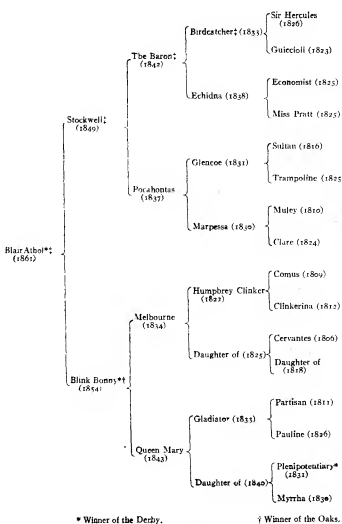 Sir Hercules
(1826)
Birdcatcher‡ (1833)
Guiccioli (1823)
The Baron‡
(1842)
Economist (1825)
Echidna (1838)
Miss Pratt (1825)
Stockwell‡
(1849)
Sultan (1816)
Glencoe (1831)
Trampoline (1825
Pocahontas
(1837)
Muley (1810)
Marpessa (1830)
Clare (1824)
Blair Athol*‡
(1861)
Comus (1809)
Humphrey Clinker
(1822)
Clinkerina (1812)
Melbourne
(1834)
Cervantes (1806)
Daughter of (1825)
Daughter of
(1818)
Blink Bonny*†
(1854)
Partisan (1811)
Gladiator (1833)
Pauline (1826)
Queen Mary
(1843)
Plenipotentiary*
(1831)
Daughter of (1840)
Myrrha (1830)
* Winner of the Derby. † Winner of the Oaks.